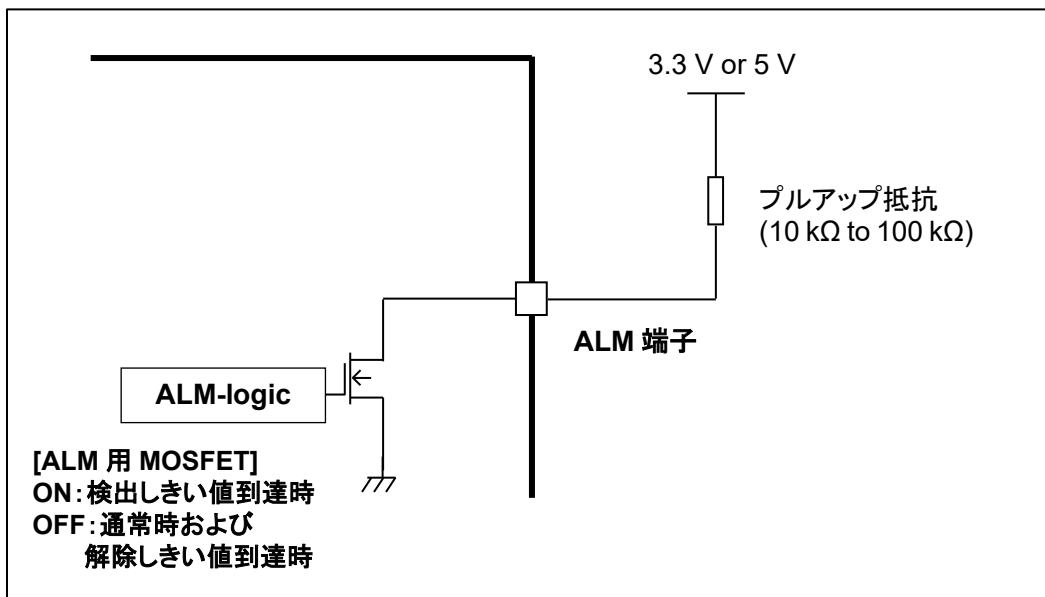 3.3 V or 5 V
プルアップ抵抗
(10 kΩ to 100 kΩ)
ALM 端子
ALM-logic
[ALM 用 MOSFET]
ON：検出しきい値到達時
OFF：通常時および
解除しきい値到達時